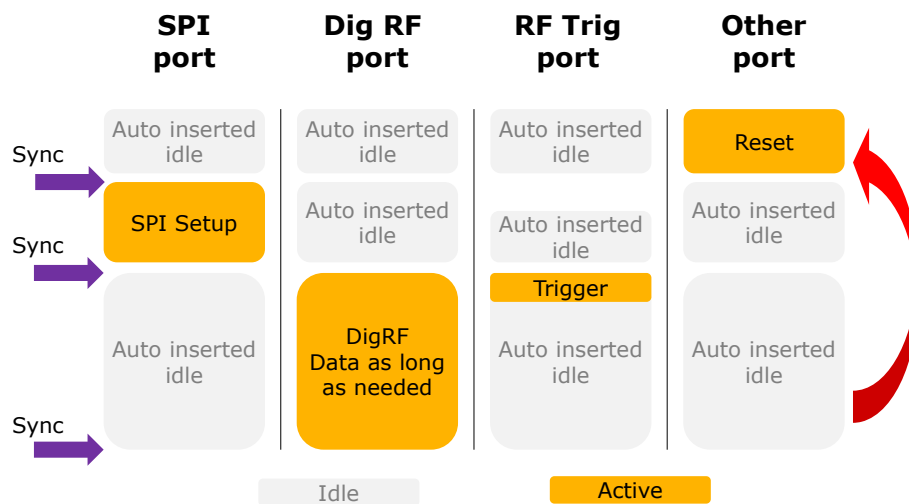 SPI
port
Dig RF
port
RF Trig
port
Other
port
Auto inserted
idle
Auto inserted
idle
Auto inserted
idle
Reset
Sync
SPI Setup
Auto inserted
idle
Auto inserted
idle
Auto inserted
idle
Sync
Auto inserted
idle
DigRF
Data as long
as needed
Trigger
Auto inserted
idle
Auto inserted
idle
Sync
Idle
Active